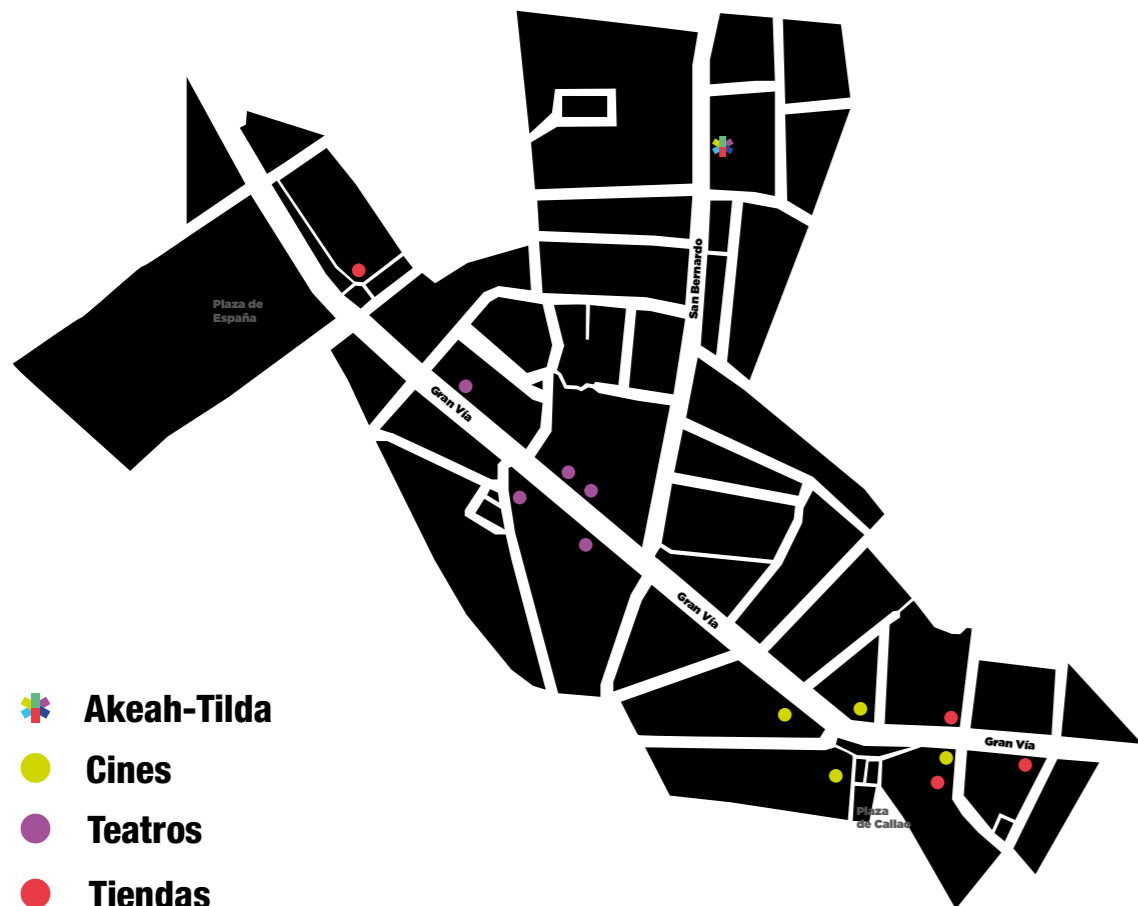 San Bernardo
Plaza de
España
Gran Vía
Gran Vía
Gran Vía
Plaza
de Callao
Akeah-Tilda
Cines
Teatros
Tiendas